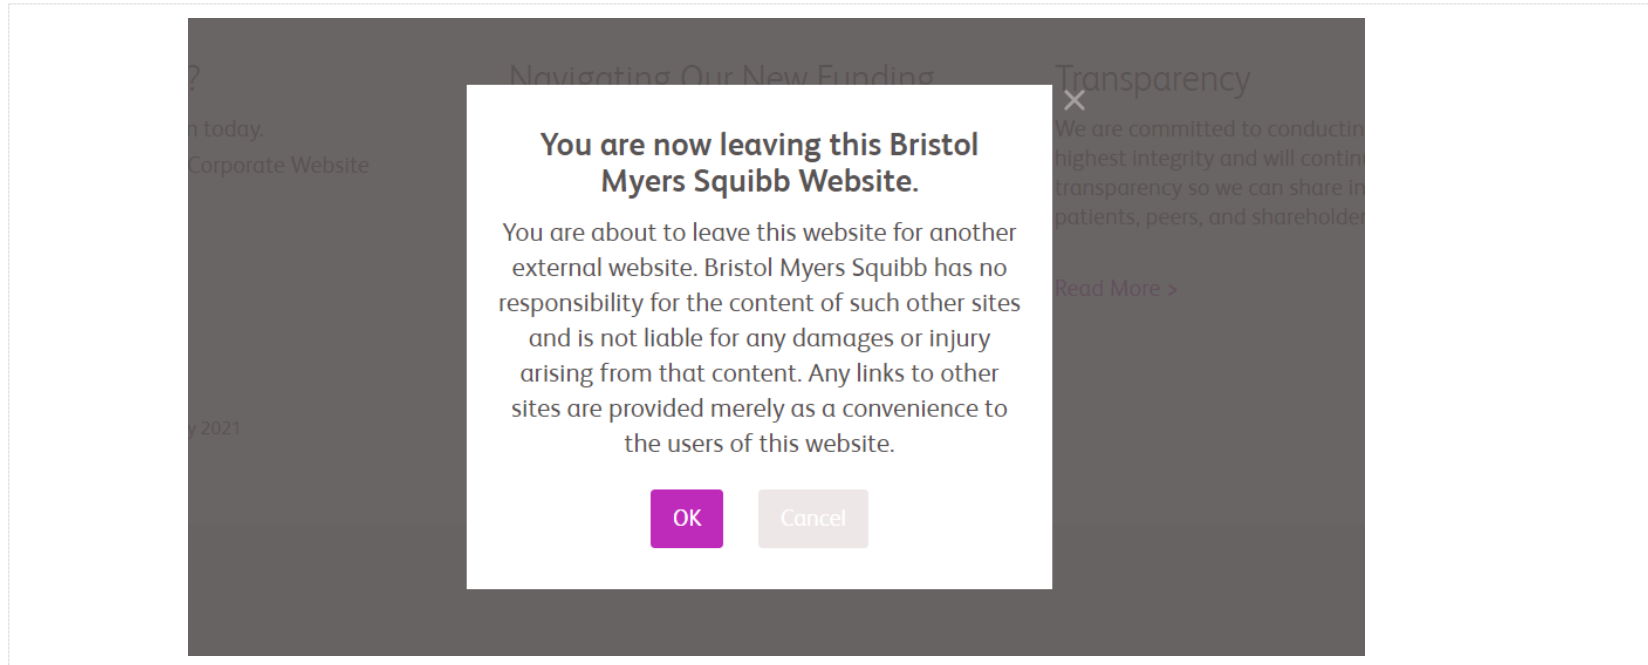 ?
Navigating Our New Funding
Transparency
today.
Corporate Website
We are committed to
highest integrity and will
transparency so we can share
patients, peers, and
Read More >
2021
You are now leaving this Bristol
Myers Squibb Website.
You are about to leave this website for another
external website. Bristol Myers Squibb has no
responsibility for the content of such other sites
and is not liable for any damages or injury
arising from that content. Any links to other
sites are provided merely as a convenience to
the users of this website.
OK
Cancel